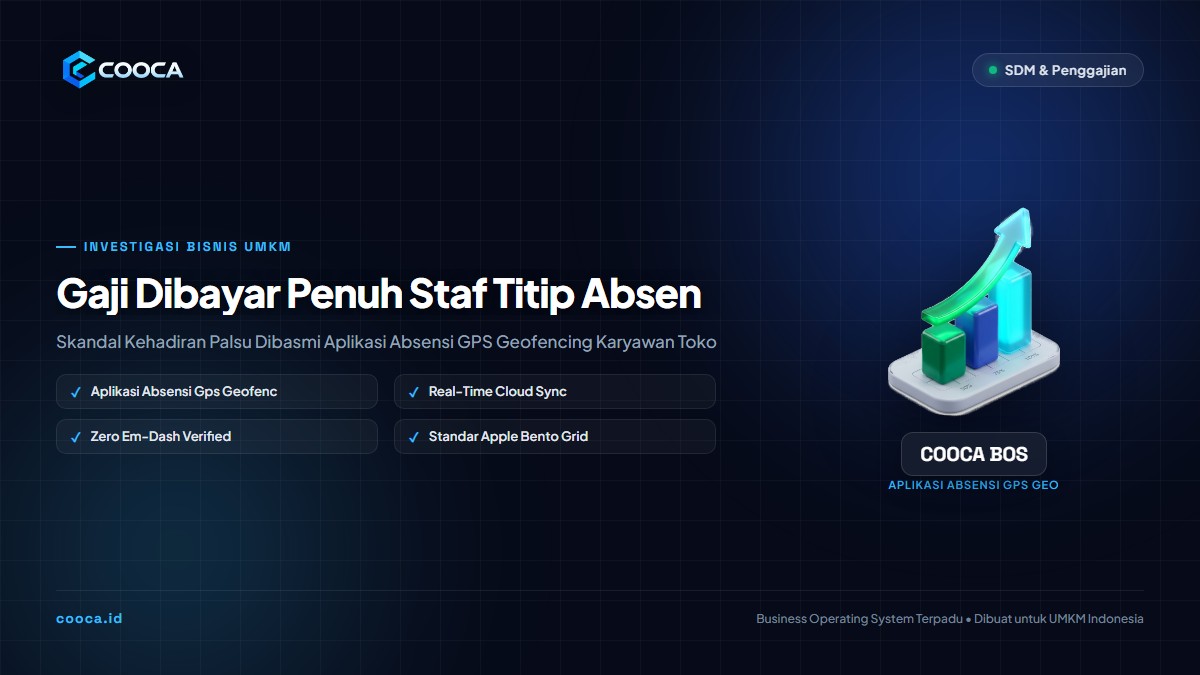 COOCA
SDM & Penggajian
INVESTIGASI BISNIS UMKM
Gaji Dibayar Penuh Staf Titip Absen
Skandal Kehadiran Palsu Dibasmi Aplikasi Absensi GPS Geofencing Karyawan Toko
✓ Aplikasi Absensi Gps Geofenc
✓ Real-Time Cloud Sync
✓ Zero Em-Dash Verified
✓ Standar Apple Bento Grid
COOCA BOS
APLIKASI ABSENSI GPS GEO
cooca.id
Business Operating System Terpadu • Dibuat untuk UMKM Indonesia